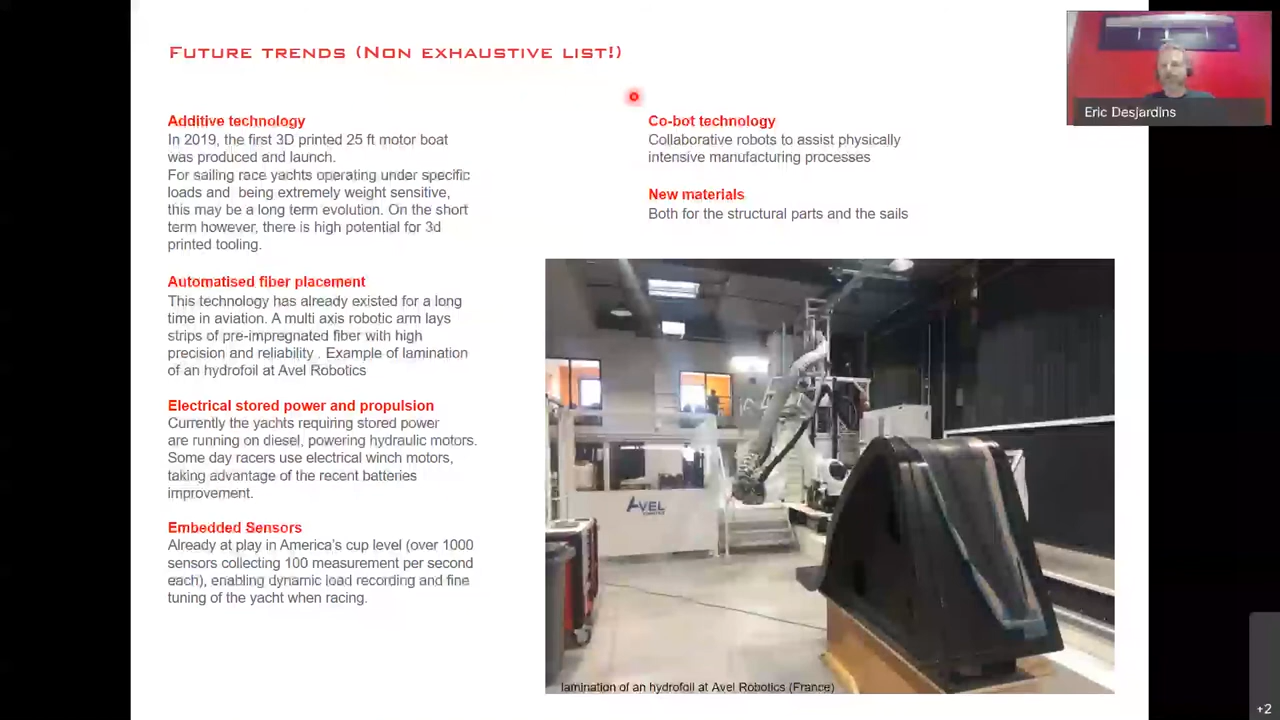 FUTURE TRENDS (NON EXHAUSTIVE LIST!)
Additive technology
In 2019, the first 3D printed 25 ft motor boat
was produced and launch.
For sailing race yachts operating under specific
loads and being extremely weight sensitive,
this may be a long term evolution. On the short
term however, there is high potential for 3d
printed tooling.
Automatised fiber placement
This technology has already existed for a long
time in aviation. A multi axis robotic arm lays
strips of pre-impregnated fiber with high
precision and reliability . Example of lamination
of an hydrofoil at Avel Robotics
Electrical stored power and propulsion
Currently the yachts requiring stored power
are running on diesel, powering hydraulic motors.
Some day racers use electrical winch motors,
taking advantage of the recent batteries
improvement.
Embedded Sensors
Already at play in America's cup level (over 1000
sensors collecting 100 measurement per second
each), enabling dynamic load recording and fine
tuning of the yacht when racing.
Co-bot technology
Collaborative robots to assist physically
intensive manufacturing processes
New materials
Both for the structural parts and the sails
AVEL
lamination of an hydrofoil at Avel Robotics (France)
Eric Desjardins
+2